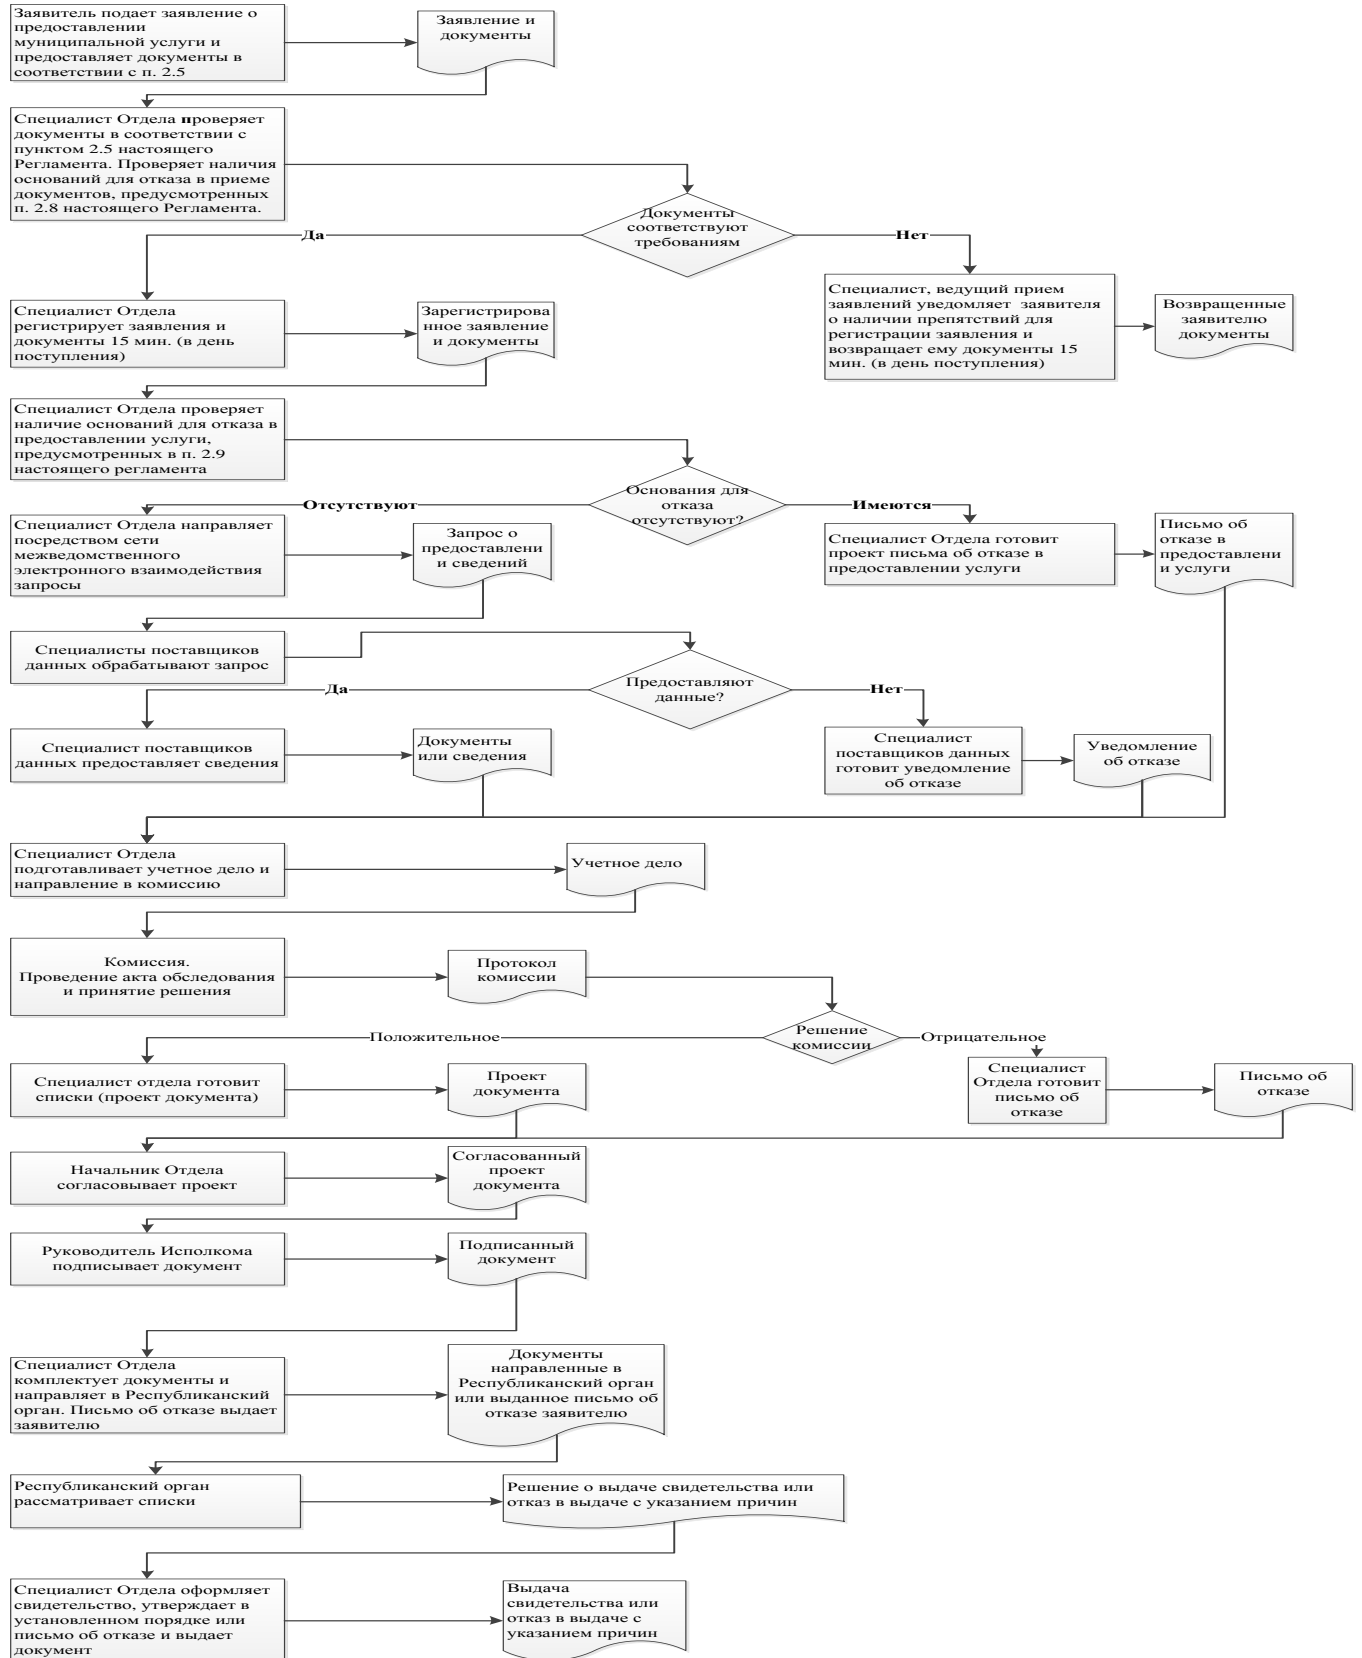 Заявитель подает заявление о
предоставлении
муниципальной услуги и
предоставляет документы в
соответствии с п. 2.5
Заявление и
документы
Специалист Отдела проверяет
документы в соответствии с
пунктом 2.5 настоящего
Регламента. Проверяет наличия
оснований для отказа в приеме
документов, предусмотренных
п. 2.8 настоящего Регламента.
Документы
соответствуют
требованиям
Да
Нет
Специалист Отдела
регистрирует заявления и
документы 15 мин. (в день
поступления)
Зарегистрирова
нное заявление
и документы
Специалист, ведущий прием
заявлений уведомляет заявителя
о наличии препятствий для
регистрации заявления и
возвращает ему документы 15
мин. (в день поступления)
Возвращенные
заявителю
документы
Специалист Отдела проверяет
наличие оснований для отказа в
предоставлении услуги,
предусмотренных в п. 2.9
настоящего регламента
Основания для
отказа
отсутствуют?
Отсутствуют
Имеются
Специалист Отдела направляет
посредством сети
межведомственного
электронного взаимодействия
запросы
Запрос о
предоставлени
и сведений
Специалист Отдела готовит
проект письма об отказе в
предоставлении услуги
Письмо об
отказе в
предоставлени
и услуги
Специалисты поставщиков
данных обрабатывают запрос
Предоставляют
данные?
Да
Нет
Специалист поставщиков
данных предоставляет сведения
Документы
или сведения
Специалист
поставщиков данных
готовит уведомление
об отказе
Уведомление
об отказе
Специалист Отдела
подготавливает учетное дело и
направление в комиссию
Учетное дело
Комиссия.
Проведение акта обследования
и принятие решения
Протокол
комиссии
Решение
комиссии
Положительное
Отрицательное
Специалист отдела готовит
списки (проект документа)
Проект
документа
Специалист
Отдела готовит
письмо об
отказе
Письмо об
отказе
Начальник Отдела
согласовывает проект
Согласованный
проект
документа
Руководитель Исполкома
подписывает документ
Подписанный
документ
Специалист Отдела
комплектует документы и
направляет в Республиканский
орган. Письмо об отказе выдает
заявителю
Документы
направленные в
Республиканский орган
или выданное письмо об
отказе заявителю
Республиканский орган
рассматривает списки
Решение о выдаче свидетельства или
отказ в выдаче с указанием причин
Специалист Отдела оформляет
свидетельство, утверждает в
установленном порядке или
письмо об отказе и выдает
документ
Выдача
свидетельства или
отказ в выдаче с
указанием причин